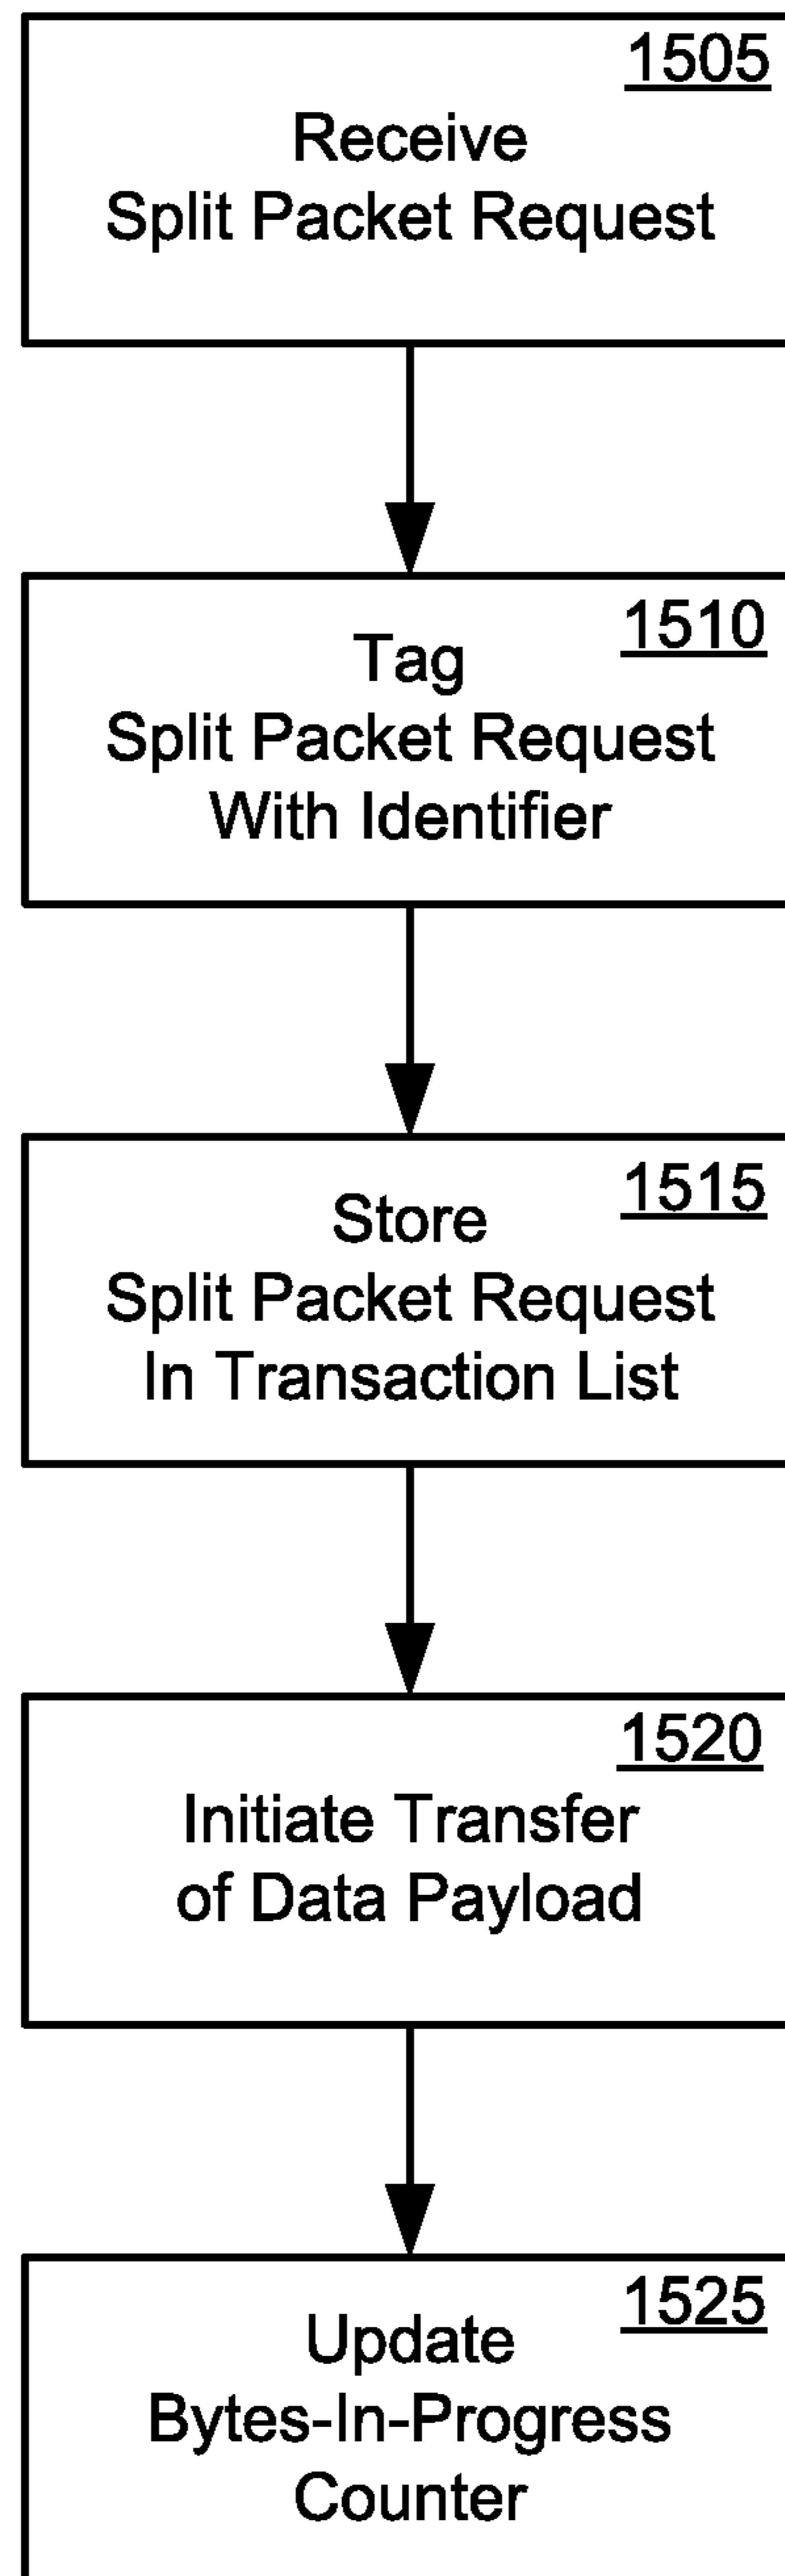 1505
Receive
Split Packet Request
1510
Tag
Split Packet Request
With Identifier
1515
Store
Split Packet Request
In Transaction List
1520
Initiate Transfer
of Data Payload
1525
Update
Bytes-In-Progress
Counter